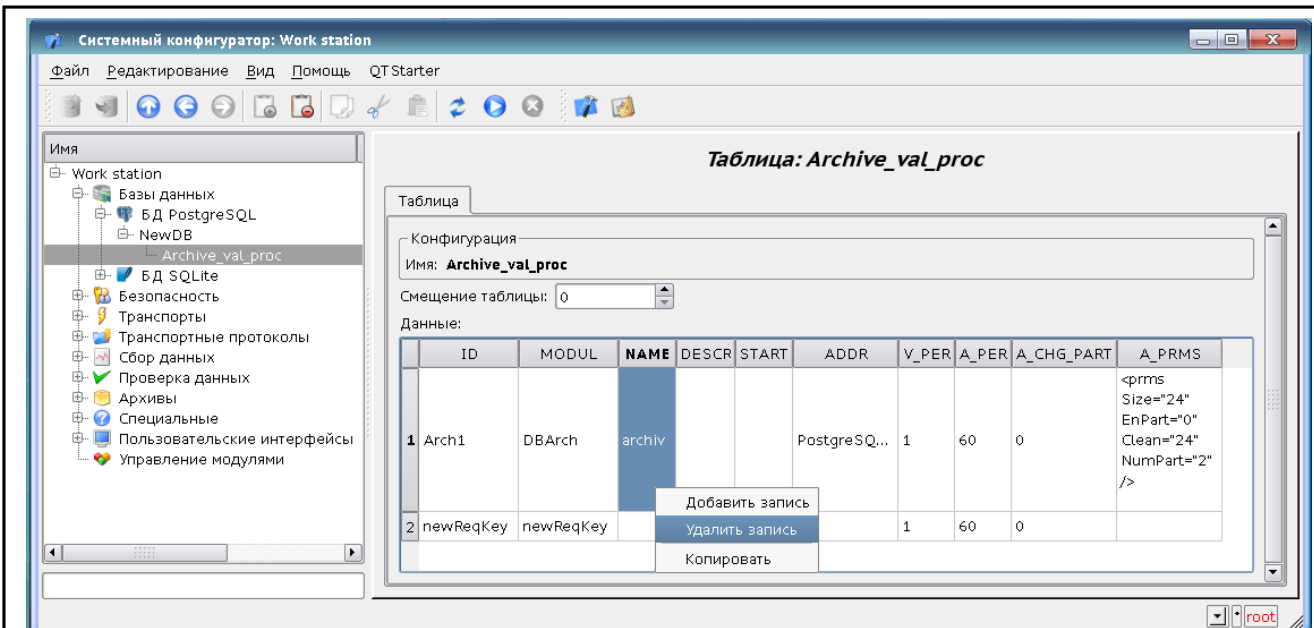 Системный конфигуратор: Work station
Файл Редактирование Вид Помощь QTStarter
Имя
Work station
Базы данных
БД PostgreSQL
NewDB
Archive_val_proc
БД SQLite
Безопасность
Транспорты
Транспортные протоколы
Сбор данных
Проверка данных
Архивы
Специальные
Пользовательские интерфейсы
Управление модулями
Таблица: Archive_val_proc
Таблица
Конфигурация
Имя: Archive_val_proc
Смещение таблицы: 0
Данные:
ID MODUL NAME DESCR START ADDR V_PER A_PER A_CHG_PART A_PRMS
<prms
Size="24"
EnPart="0"
1 Arch1 DBArch archiv PostgreSQ... 1 60 0 Clean="24"
NumPart="2"
/>
Добавить запись
2 newReqKey newReqKey Удалить запись 1 60 0
Копировать
root